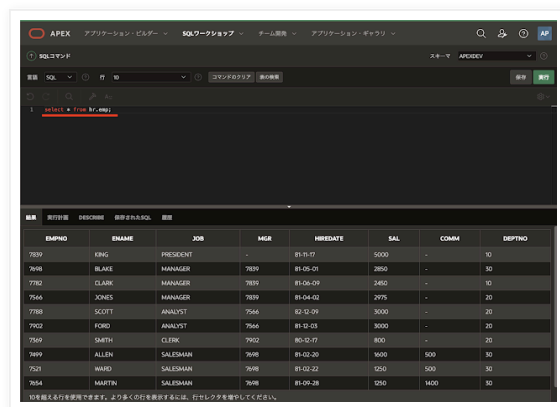 APEX アプリケーション・ビルダー SQLワークショップ チーム開発 アプリケーション・ギャラリ AP
SQLコマンド スキーマ APEXDEV
言語 SQL 行 10 コマンドのクリア 表の検索 保存 実行
1 select * from hr.emp;
結果 実行計画 DESCRIBE 保存されたSQL 履歴
EMPNO ENAME JOB MGR HIREDATE SAL COMM DEPTNO
7839 KING PRESIDENT - 81-11-17 5000 - 10
7698 BLAKE MANAGER 7839 81-05-01 2850 - 30
7782 CLARK MANAGER 7839 81-06-09 2450 - 10
7566 JONES MANAGER 7839 81-04-02 2975 - 20
7788 SCOTT ANALYST 7566 82-12-09 3000 - 20
7902 FORD ANALYST 7566 81-12-03 3000 - 20
7369 SMITH CLERK 7902 80-12-17 800 - 20
7499 ALLEN SALESMAN 7698 81-02-20 1600 500 30
7521 WARD SALESMAN 7698 81-02-22 1250 500 30
7654 MARTIN SALESMAN 7698 81-09-28 1250 1400 30
10を超える行を使用できます。より多くの行を表示するには、行セレクタを増やしてください。